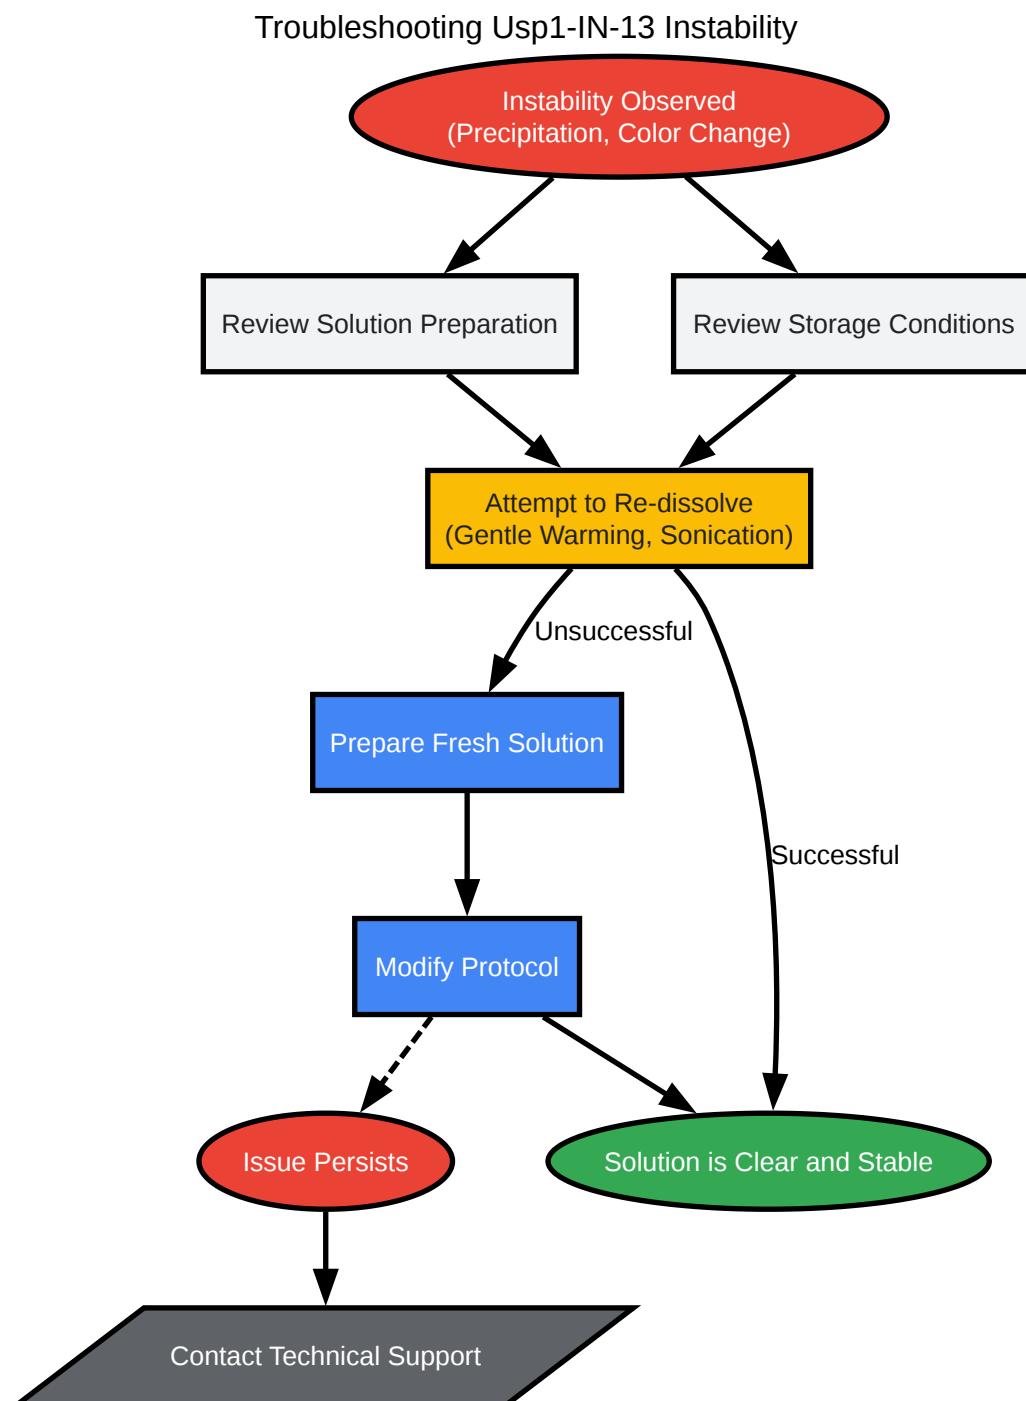 Troubleshooting Usp1-IN-13 Instability
Instability Observed
(Precipitation, Color Change)
Review Solution Preparation
Review Storage Conditions
Attempt to Re-dissolve
(Gentle Warming, Sonication)
Unsuccessful
Prepare Fresh Solution
Successful
Modify Protocol
Issue Persists
Solution is Clear and Stable
Contact Technical Support